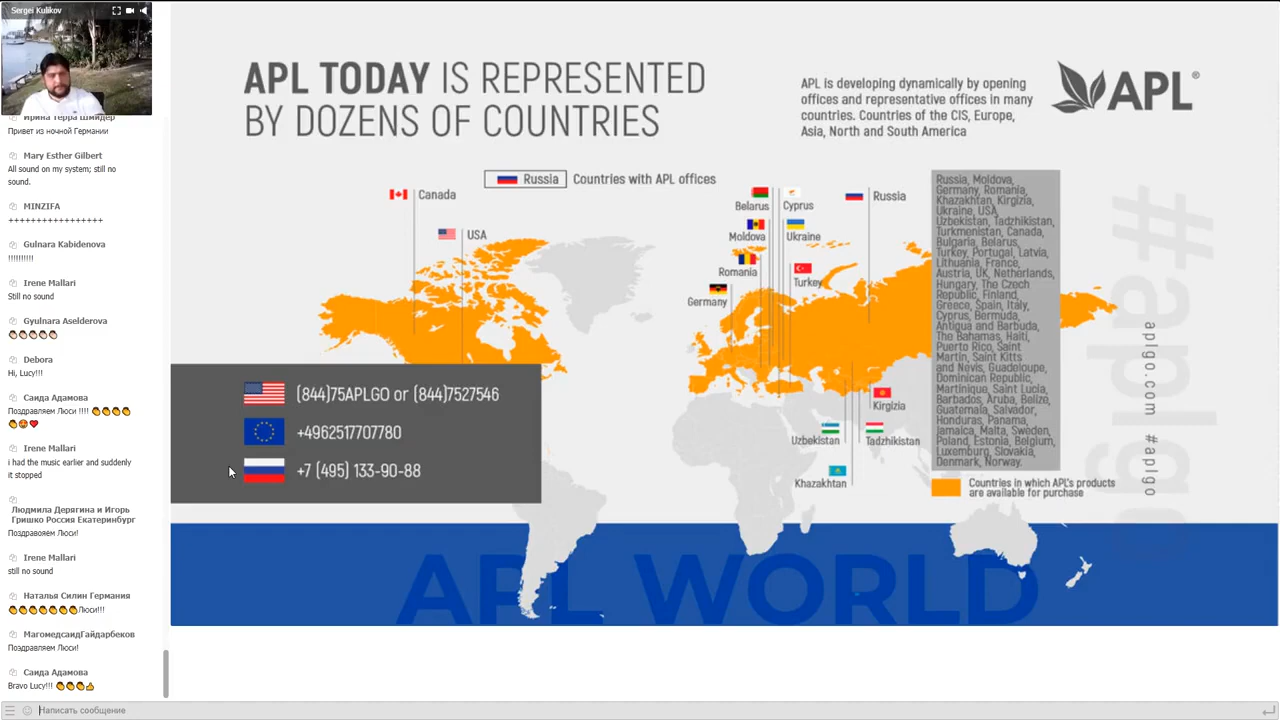 Sergei Kulikov
Ирина Терра Шмидер
Привет из ночной Германии
Mary Esther Gilbert
All sound on my system; still no
sound.
MINZIFA
+++++++++++++++++
Gulnara Kabidenova
!!!!!!!!!!
Irene Mallari
Still no sound
Gyulnara Aselderova
👏👏👏👏👏
Debora
Hi, Lucy!!!
Саида Адамова
Поздравляем Люси !!!! 👏👏👏👏
👏😍❤
Irene Mallari
i had the music earlier and suddenly
it stopped
Людмила Дерягина и Игорь
Гришко Россия Екатеринбург
Поздравояем Люси!
Irene Mallari
still no sound
Наталья Силин Германия
👏👏👏👏👏👏👏Люси!!!
МагомедсаидГайдарбеков
Поздравляем Люси!
Саида Адамова
Bravo Lucy!!! 👏👏👏👍
Написать сообщение
APL TODAY IS REPRESENTED
BY DOZENS OF COUNTRIES
APL is developing dynamically by opening
offices and representative offices in many
countries. Countries of the CIS, Europe,
Asia, North and South America
APL®
Russia Countries with APL offices
Canada
USA
Belarus
Cyprus
Russia
Moldova
Ukraine
Romania
Turkey
Germany
Kirgizia
Uzbekistan
Tadzhikistan
Khazakhtan
Russia, Moldova,
Germany, Romania,
Kazakhtan, Kirgizia,
Ukraine, USA,
Uzbekistan, Tadzhikistan,
Turkmenistan, Canada,
Bulgaria, Belarus,
Turkey, Portugal, Latvia,
Lithuania, France,
Austria, UK, Netherlands,
Hungary, The Czech
Republic, Finland,
Greece, Spain, Italy,
Cyprus, Bermuda,
Antigua and Barbuda,
The Bahamas, Haiti,
Puerto Rico, Saint
Martin, Saint Kitts
and Nevis, Guadeloupe,
Dominican Republic,
Martinique, Saint Lucia,
Barbados, Aruba, Belize,
Guatemala, Salvador,
Honduras, Panama,
Jamaica, Malta, Sweden,
Poland, Estonia, Belgium,
Luxemburg, Slovakia,
Denmark, Norway.
Countries in which APL's products
are available for purchase
(844)75APLGO or (844)7527546
+4962517707780
+7 (495) 133-90-88
aplgo.com #aplgo
#aplgo
APL WORLD